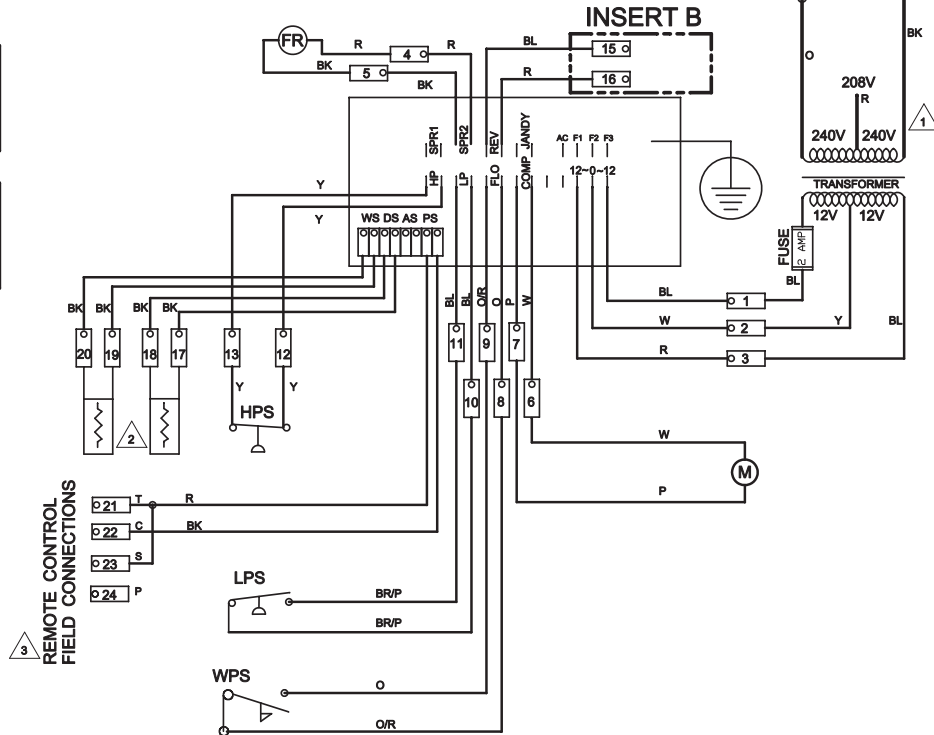 INSERT B
FR
R
4
R
BK
5
BK
BL
15
R
16
O
BK
208V
R
1
240V
240V
TRANSFORMER
12V
12V
FUSE
2 AMP
BL
SPR1
SPR2
REV
JANDY
HP
LP
FLO
COMP
AC F1 F2 F3
12~0~12
Y
Y
WS DS AS PS
BK
BK
BK
BK
20
19
18
17
13
12
Y
Y
HPS
2
BL
BL
O/R
O
P
W
11
9
7
10
8
6
BL
1
W
2
Y
BL
R
3
W
M
P
REMOTE CONTROL
FIELD CONNECTIONS
3
21 T
R
22 C
BK
23 S
24 P
LPS
BR/P
BR/P
WPS
O
O/R